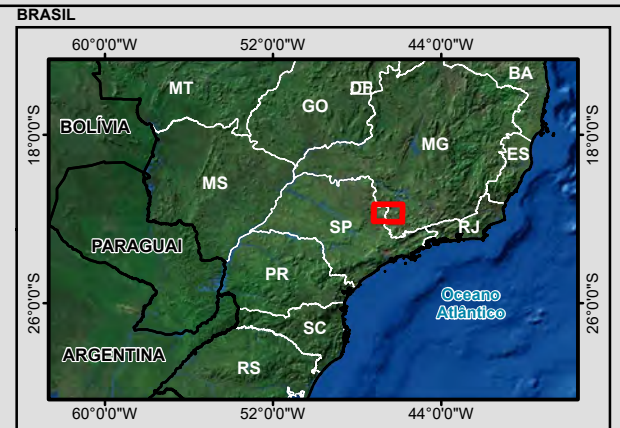 BRASIL
60°0'0"W 52°0'0"W 44°0'0"W
BA
MT
DF
GO
BOLÍVIA
18°0'0"S
18°0'0"S
MG
ES
MS
SP
RJ
PARAGUAI
PR
26°0'0"S
26°0'0"S
Oceano
Atlântico
SC
ARGENTINA
RS
60°0'0"W 52°0'0"W 44°0'0"W